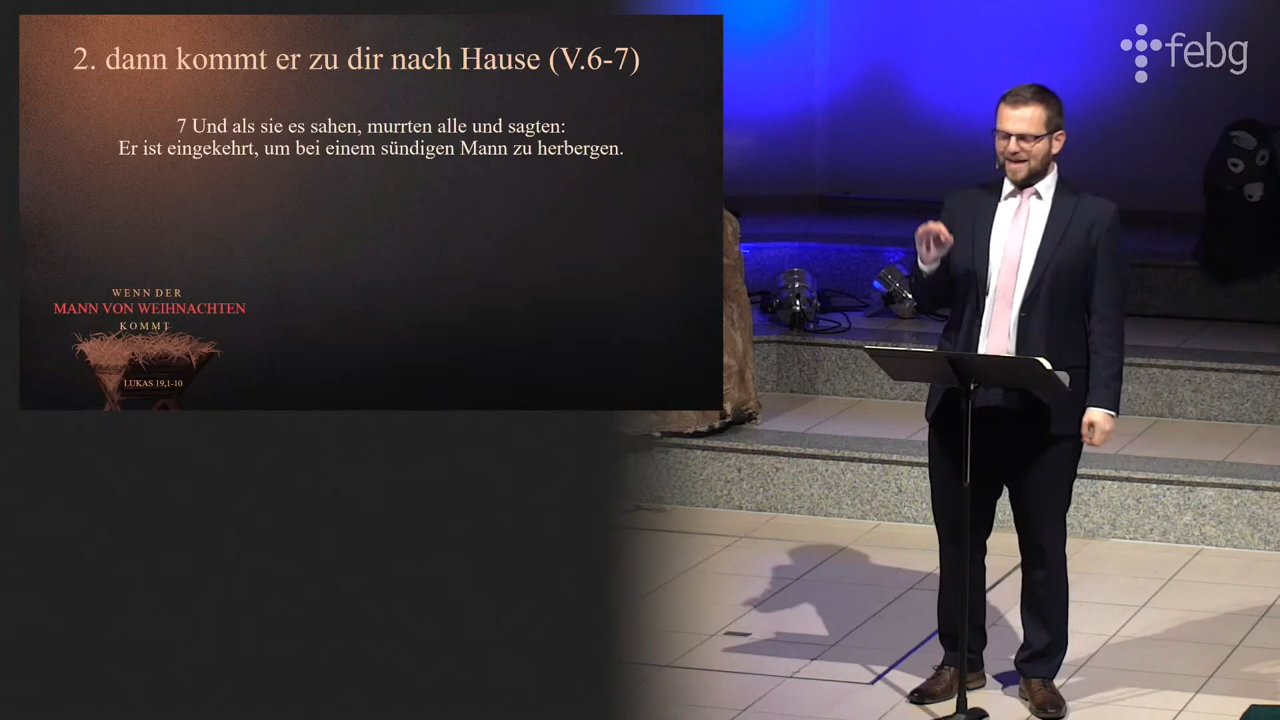 2. dann kommt er zu dir nach Hause (V.6-7)
7 Und als sie es sahen, murrten alle und sagten:
Er ist eingekehrt, um bei einem sündigen Mann zu herbergen.
WENN DER
MANN VON WEIHNACHTEN
KOMMT
LUKAS 19,1-10
febg